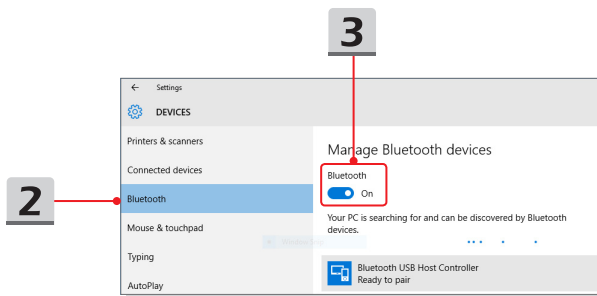 3
← Settings
DEVICES
Printers & scanners
Connected devices
2
Bluetooth
Mouse & touchpad
Typing
AutoPlay
Manage Bluetooth devices
Bluetooth
On
Your PC is searching for and can be discovered by Bluetooth
devices.
Bluetooth USB Host Controller
Ready to pair